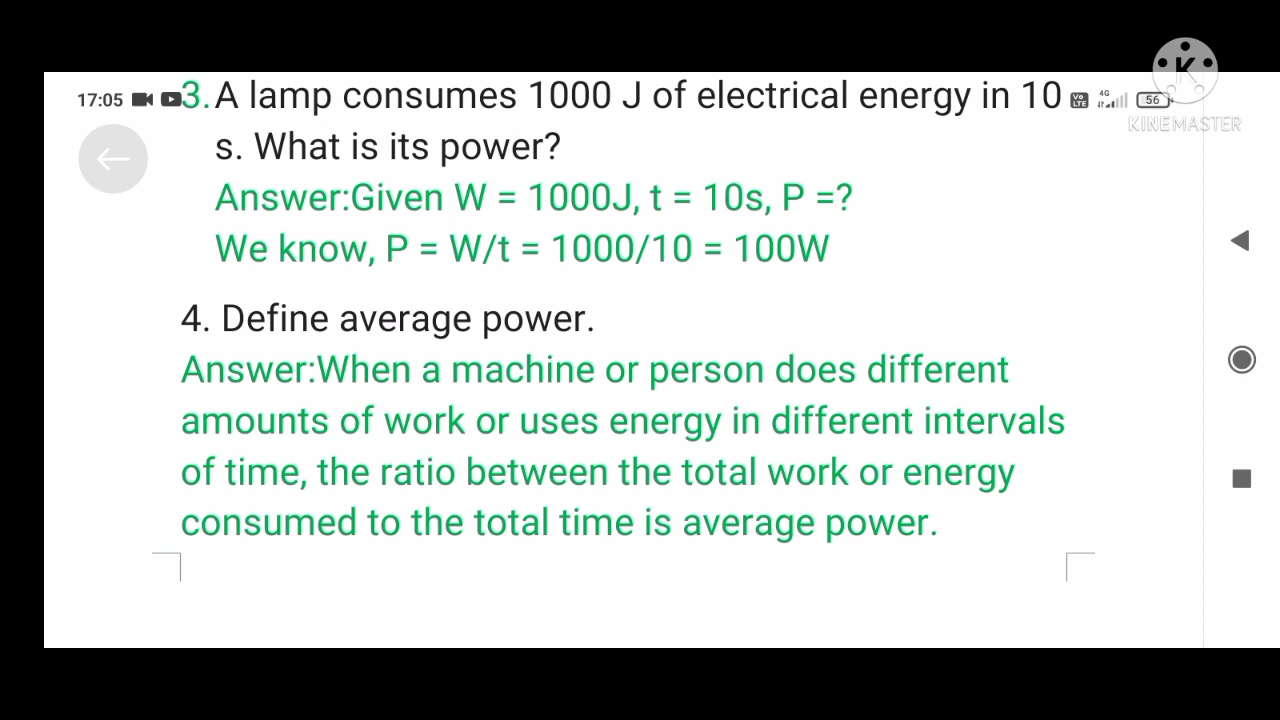 17:05
3. A lamp consumes 1000 J of electrical energy in 10
Vo LTE 4G 56
K
KINEMASTER
s. What is its power?
Answer:Given W = 1000J, t = 10s, P =?
We know, P = W/t = 1000/10 = 100W
4. Define average power.
Answer:When a machine or person does different
amounts of work or uses energy in different intervals
of time, the ratio between the total work or energy
consumed to the total time is average power.